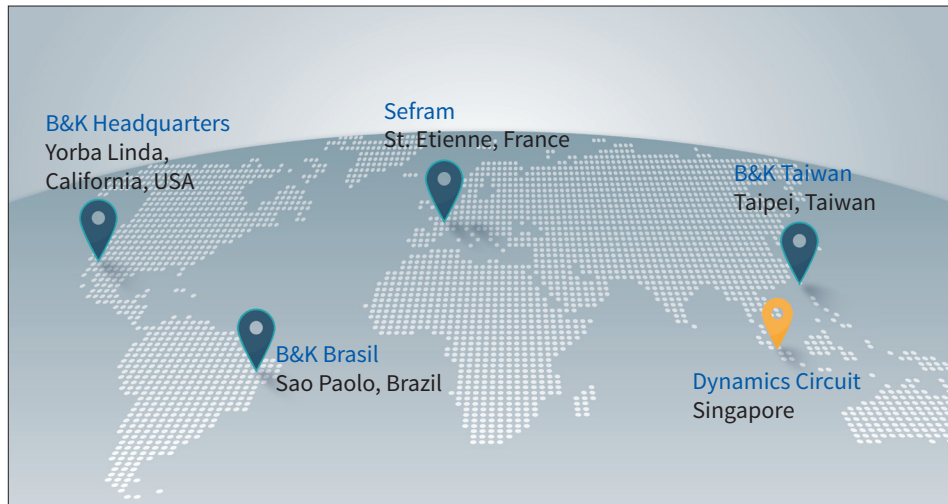 B&K Headquarters
Yorba Linda,
California, USA
Sefram
St. Etienne, France
B&K Taiwan
Taipei, Taiwan
B&K Brasil
Sao Paolo, Brazil
Dynamics Circuit
Singapore